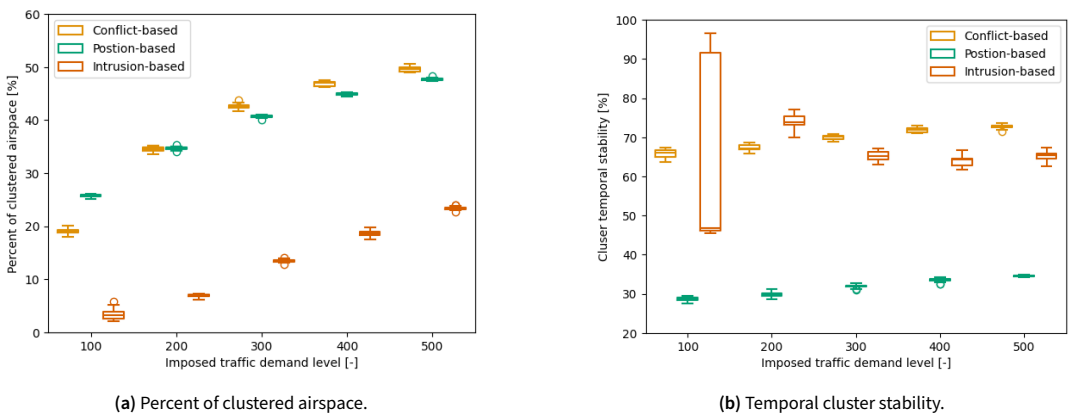 60
50
40
30
20
10
0
Percent of clustered airspace [%]
Conflict-based
Postion-based
Intrusion-based
100 200 300 400 500
Imposed traffic demand level [-]
(a) Percent of clustered airspace.
100
90
80
70
60
50
40
30
20
Cluser temporal stability [%]
Conflict-based
Postion-based
Intrusion-based
100 200 300 400 500
Imposed traffic demand level [-]
(b) Temporal cluster stability.